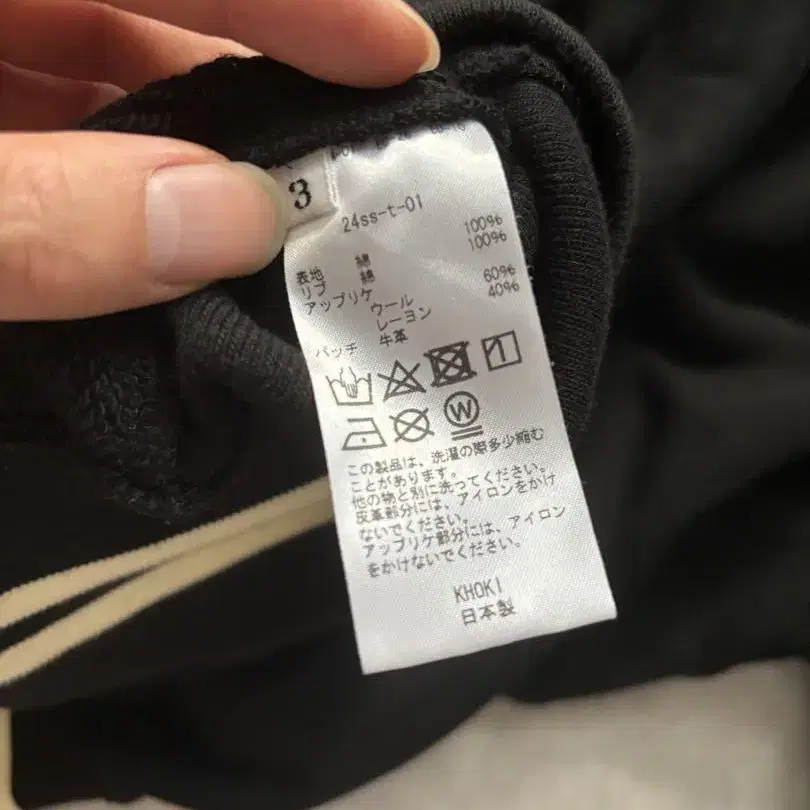 3
24ss-t-01
表地 綿 100%
リブ 綿 100%
アップリケ
ウール 60%
レーヨン 40%
パッチ 牛革
W
この製品は、洗濯の際多少縮む
ことがあります。
他の物と別に洗ってください。
皮革部分には、アイロンをかけ
ないでください。
アップリケ部分には、アイロン
をかけないでください。
KHOKI
日本製